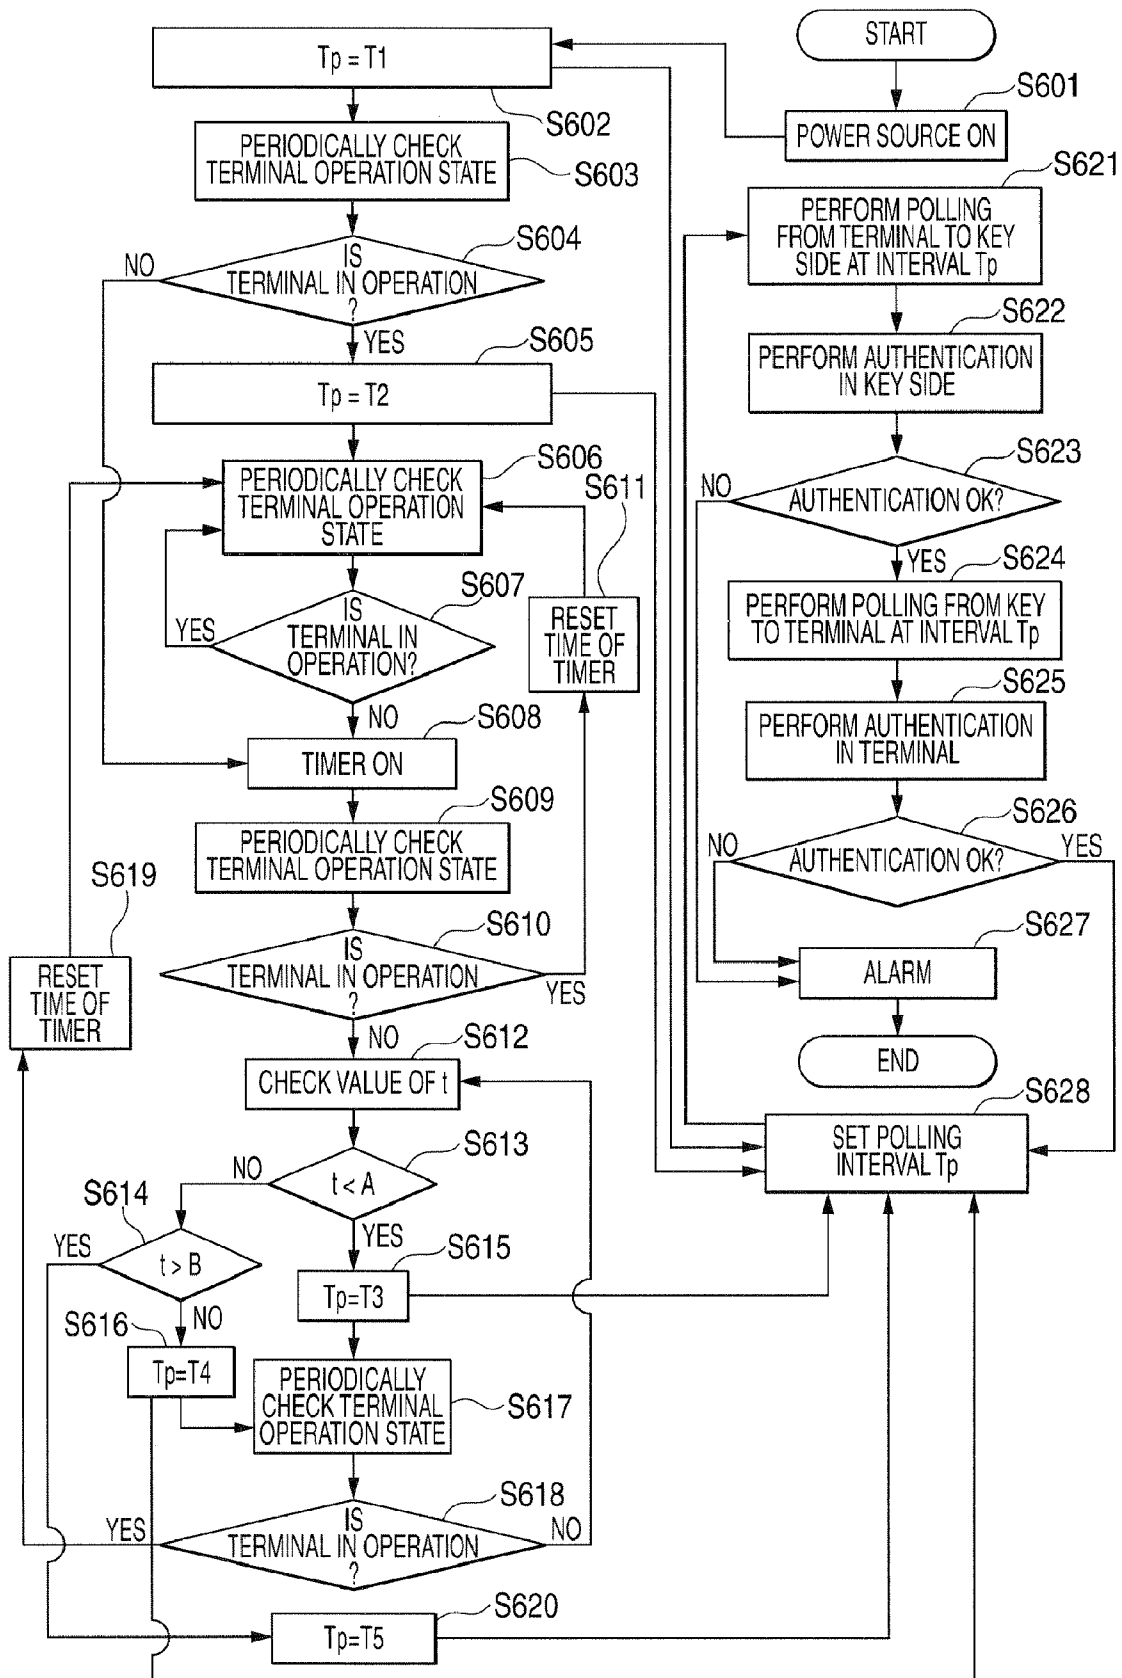 START
S601
POWER SOURCE ON
Tp = T1
S602
PERIODICALLY CHECK
TERMINAL OPERATION STATE
S603
S604
IS
TERMINAL IN OPERATION
?
NO
YES
S605
Tp = T2
S606
PERIODICALLY CHECK
TERMINAL OPERATION
STATE
S611
RESET
TIME OF
TIMER
S607
IS
TERMINAL IN
OPERATION?
YES
NO
S608
TIMER ON
S609
PERIODICALLY CHECK
TERMINAL OPERATION STATE
S610
IS
TERMINAL IN OPERATION
?
YES
NO
S619
RESET
TIME OF
TIMER
S612
CHECK VALUE OF t
S613
t < A
NO
YES
S614
t > B
YES
NO
S615
Tp=T3
S616
Tp=T4
PERIODICALLY
CHECK TERMINAL
OPERATION STATE
S617
S618
IS
TERMINAL IN OPERATION
?
YES
NO
S620
Tp=T5
S621
PERFORM POLLING
FROM TERMINAL TO KEY
SIDE AT INTERVAL Tp
S622
PERFORM AUTHENTICATION
IN KEY SIDE
S623
AUTHENTICATION OK?
NO
YES
S624
PERFORM POLLING FROM KEY
TO TERMINAL AT INTERVAL Tp
S625
PERFORM AUTHENTICATION
IN TERMINAL
S626
AUTHENTICATION OK?
NO
YES
S627
ALARM
END
S628
SET POLLING
INTERVAL Tp